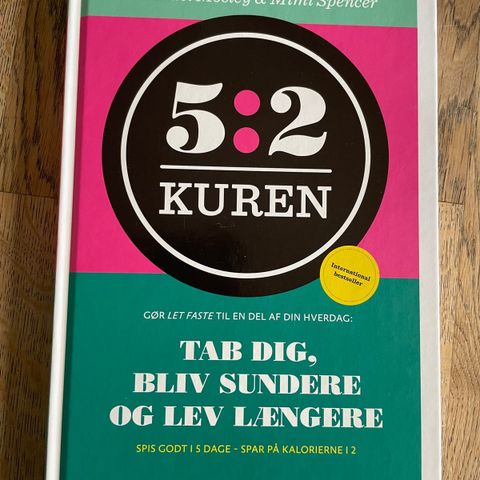 & Mimi Spencer
5:2
KUREN
International
bestseller
GØR LET FASTE TIL EN DEL AF DIN HVERDAG:
TAB DIG,
BLIV SUNDERE
OG LEV LÆNGERE
SPIS GODT I 5 DAGE – SPAR PÅ KALORIERNE I 2